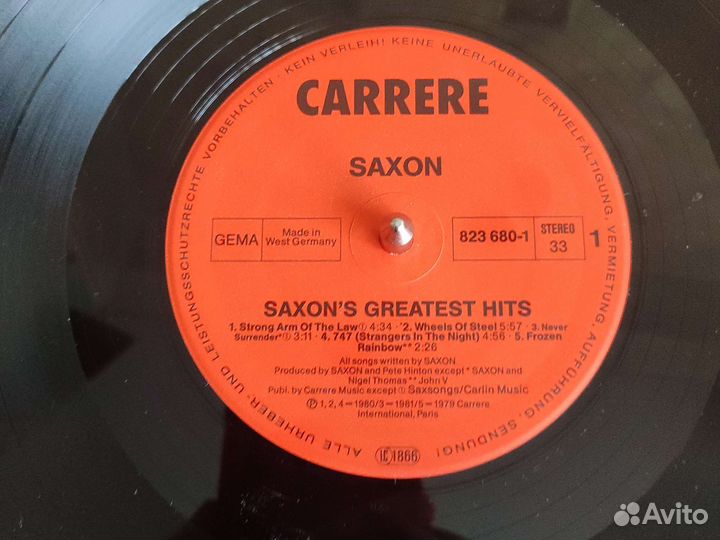 ALLE URHEBER- UND LEISTUNGSSCHUTZRECHTE VORBEHALTEN · KEIN VERLEIH! KEINE UNERLAUBTE VERVIELFÄLTIGUNG, VERMIETUNG, AUFFÜHRUNG, SENDUNG!
CARRERE
SAXON
GEMA
Made in
West Germany
823 680-1
STEREO
33
1
SAXON'S GREATEST HITS
1. Strong Arm Of The Law① 4:34 · 2. Wheels Of Steel 5:57 · 3. Never
Surrender*① 3:11 · 4. 747 (Strangers In The Night) 4:56 · 5. Frozen
Rainbow** 2:26
All songs written by SAXON
Produced by SAXON and Pete Hinton except * SAXON and
Nigel Thomas ** John V
Publ. by Carrere Music except ① Saxsongs/Carlin Music
Ⓟ 1, 2, 4 = 1980/3 = 1981/5 = 1979 Carrere
International, Paris
LC 1866
Avito